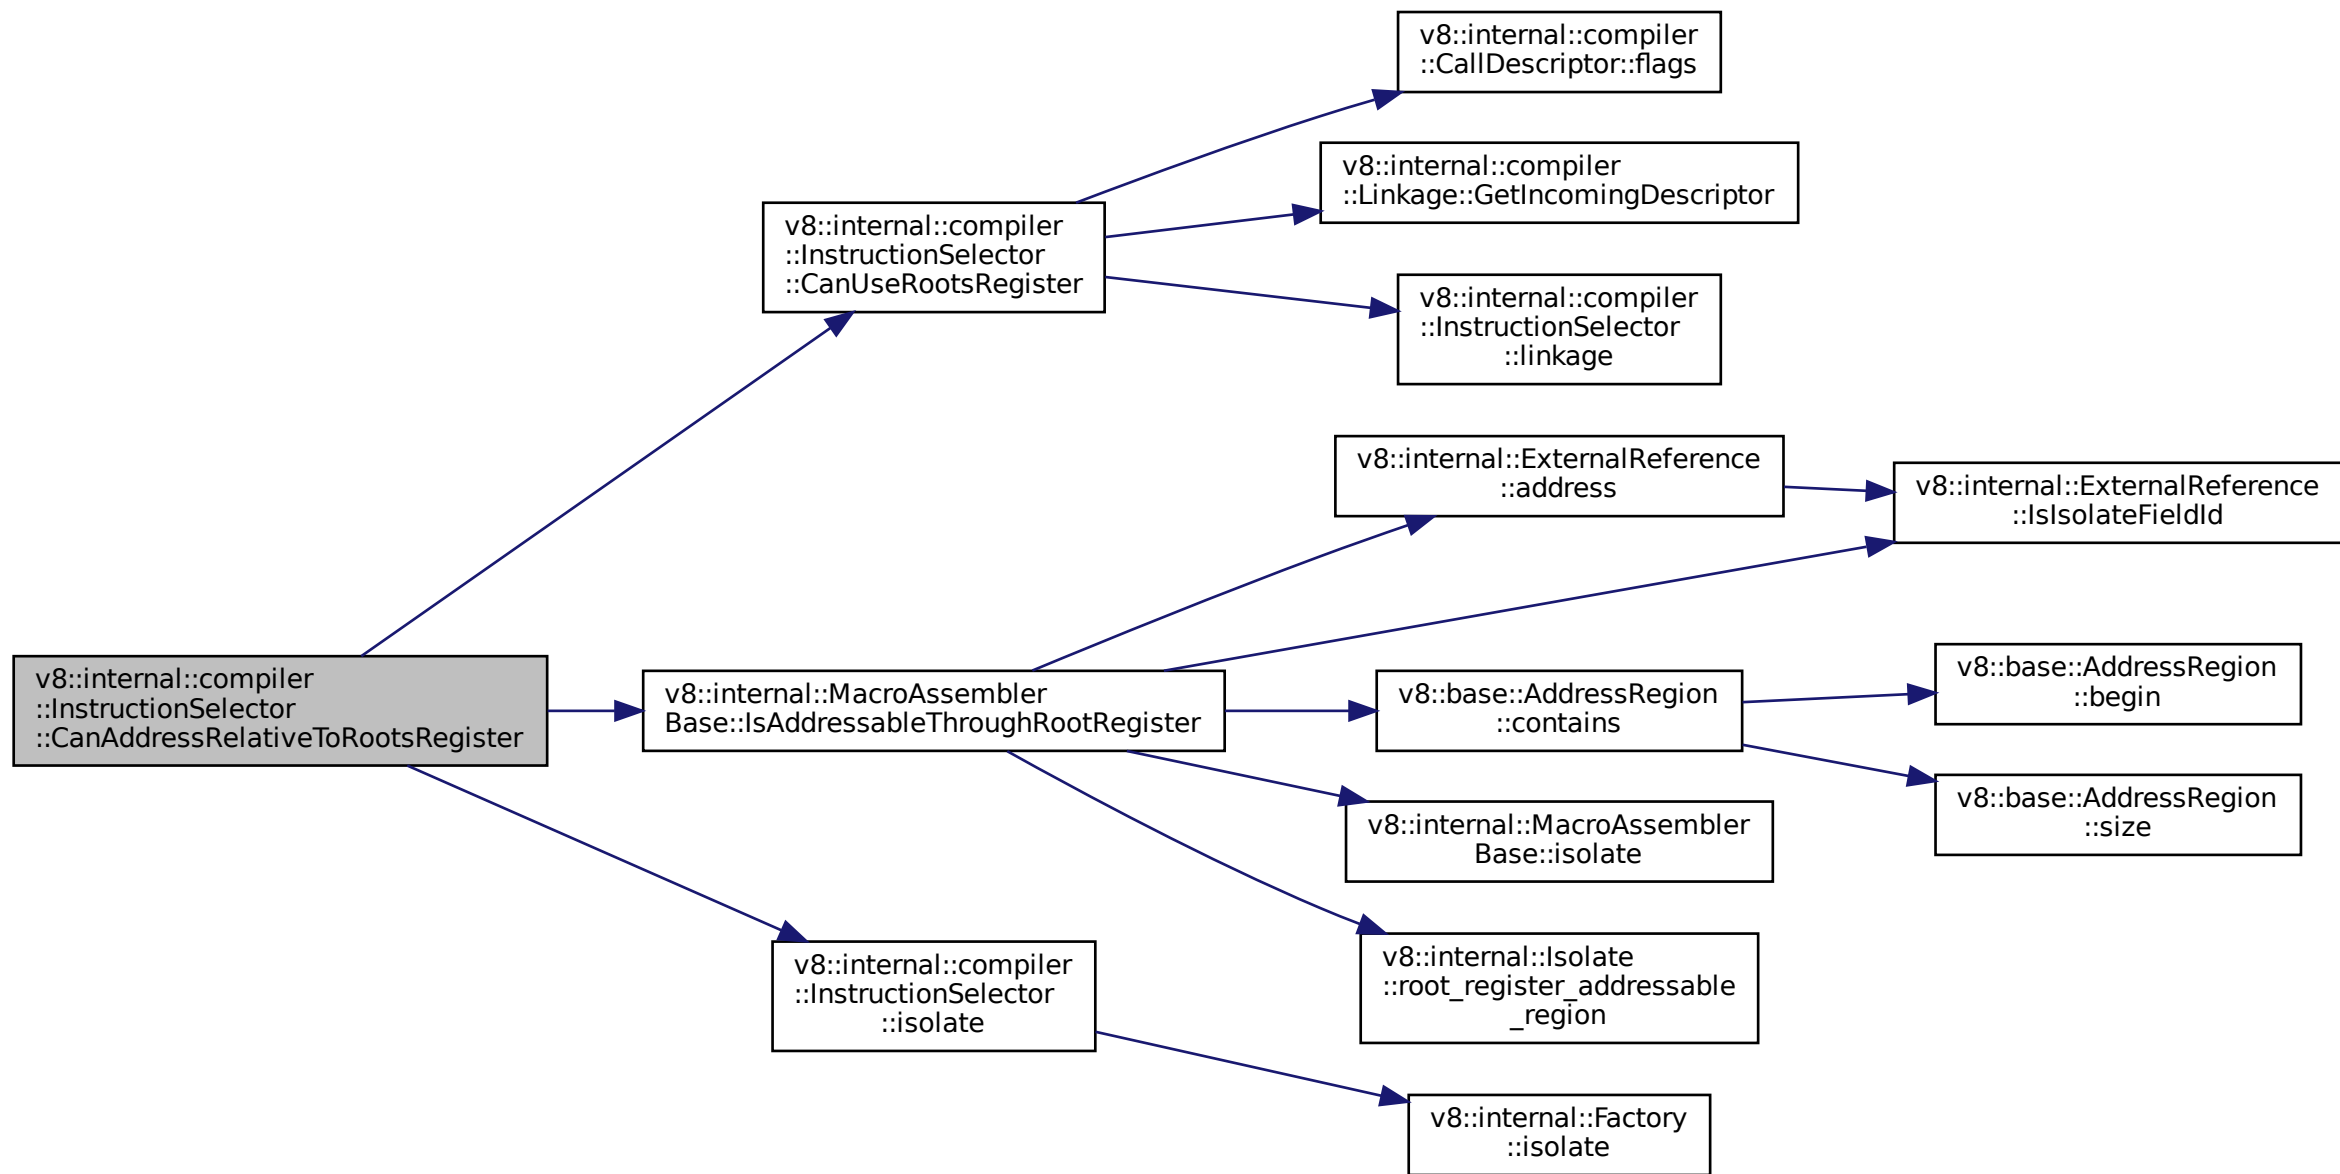 v8::internal::compiler
::InstructionSelector
::CanAddressRelativeToRootsRegister
v8::internal::compiler
::InstructionSelector
::CanUseRootsRegister
v8::internal::compiler
::CallDescriptor::flags
v8::internal::compiler
::Linkage::GetIncomingDescriptor
v8::internal::compiler
::InstructionSelector
::linkage
v8::internal::MacroAssembler
Base::IsAddressableThroughRootRegister
v8::internal::ExternalReference
::address
v8::internal::ExternalReference
::IsIsolateFieldId
v8::base::AddressRegion
::contains
v8::base::AddressRegion
::begin
v8::base::AddressRegion
::size
v8::internal::MacroAssembler
Base::isolate
v8::internal::Isolate
::root_register_addressable
_region
v8::internal::compiler
::InstructionSelector
::isolate
v8::internal::Factory
::isolate